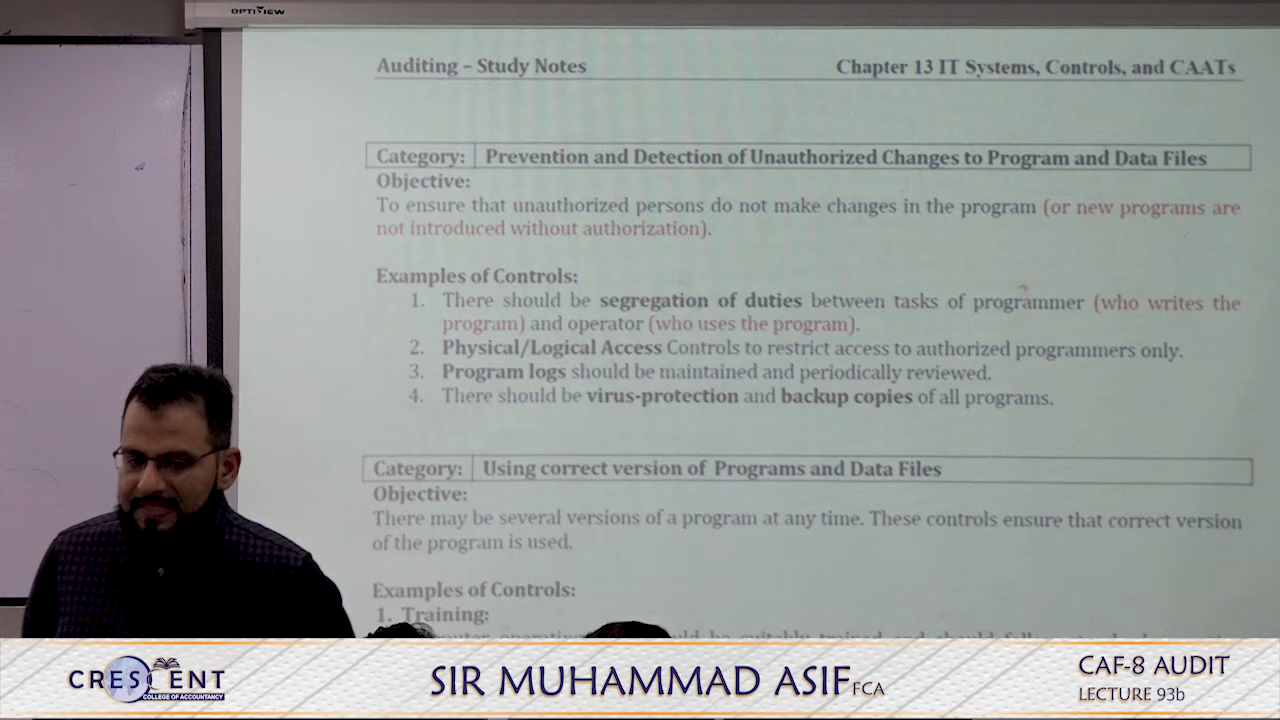 OPTIVIEW
Auditing – Study Notes
Chapter 13 IT Systems, Controls, and CAATs
Category: Prevention and Detection of Unauthorized Changes to Program and Data Files
Objective:
To ensure that unauthorized persons do not make changes in the program (or new programs are
not introduced without authorization).
Examples of Controls:
1. There should be segregation of duties between tasks of programmer (who writes the
program) and operator (who uses the program).
2. Physical/Logical Access Controls to restrict access to authorized programmers only.
3. Program logs should be maintained and periodically reviewed.
4. There should be virus-protection and backup copies of all programs.
Category: Using correct version of Programs and Data Files
Objective:
There may be several versions of a program at any time. These controls ensure that correct version
of the program is used.
Examples of Controls:
1. Training:
CRESCENT
COLLEGE OF ACCOUNTANCY
SIR MUHAMMAD ASIF FCA
CAF-8 AUDIT
LECTURE 93b